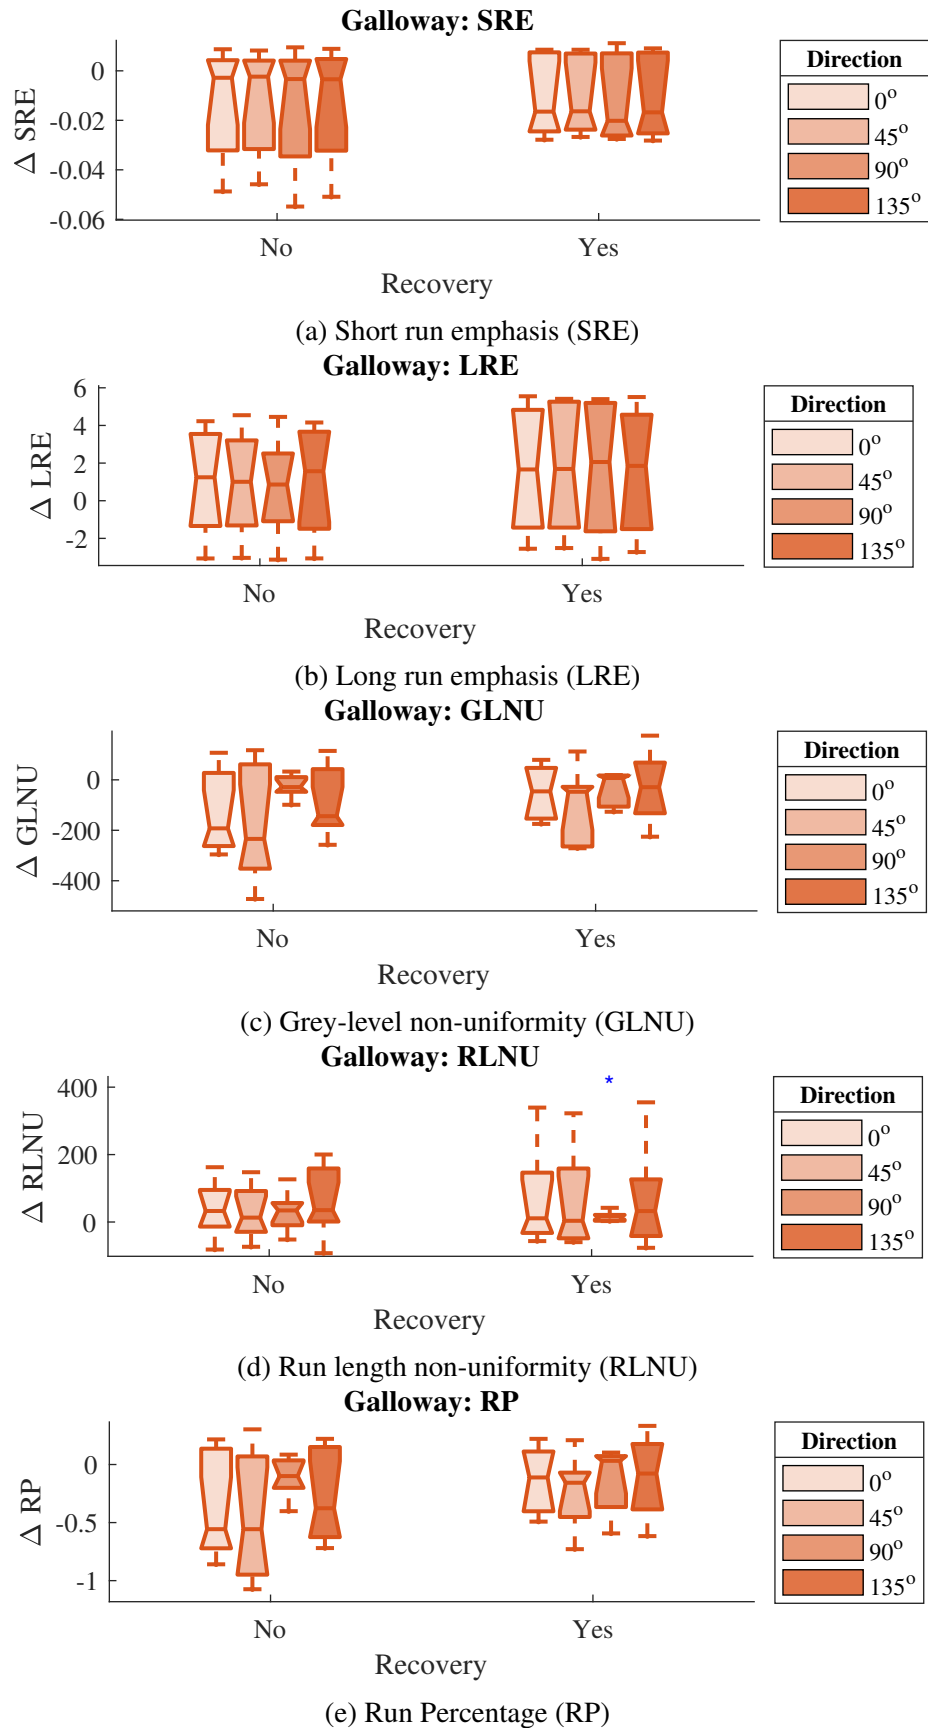 Galloway: SRE
0
-0.02
-0.04
-0.06
Δ SRE
No
Yes
Recovery
Direction
0°
45°
90°
135°
(a) Short run emphasis (SRE)
Galloway: LRE
6
4
2
0
-2
Δ LRE
No
Yes
Recovery
Direction
0°
45°
90°
135°
(b) Long run emphasis (LRE)
Galloway: GLNU
0
-200
-400
Δ GLNU
No
Yes
Recovery
Direction
0°
45°
90°
135°
(c) Grey-level non-uniformity (GLNU)
Galloway: RLNU
400
200
0
Δ RLNU
*
No
Yes
Recovery
Direction
0°
45°
90°
135°
(d) Run length non-uniformity (RLNU)
Galloway: RP
0
-0.5
-1
Δ RP
No
Yes
Recovery
Direction
0°
45°
90°
135°
(e) Run Percentage (RP)